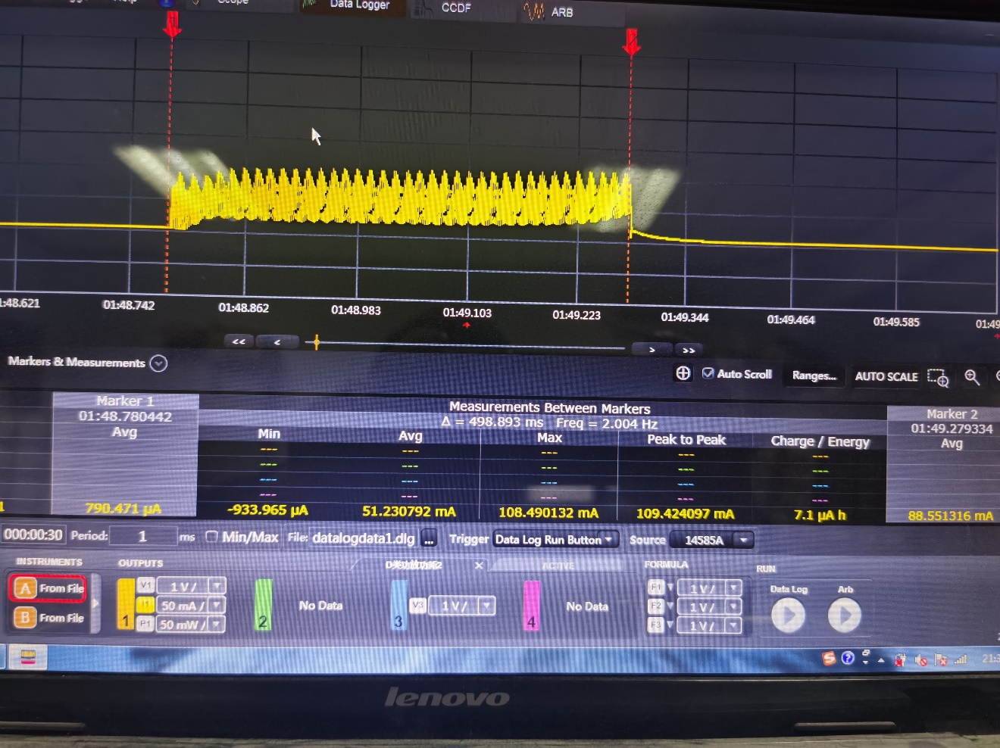 Data Logger CCDF ARB
1 2
01:48.742 01:48.862 01:48.983 01:49.103 01:49.223 01:49.344 01:49.464 01:49.585
<< < > >>
Markers & Measurements
Auto Scroll Ranges... AUTO SCALE
Marker 1 Measurements Between Markers Marker 2
01:48.780442 Δ = 498.893 ms Freq = 2.004 Hz 01:49.279334
Avg Min Avg Max Peak to Peak Charge / Energy Avg
--- --- --- --- ---
--- --- --- --- ---
--- --- --- --- ---
--- --- --- --- ---
790.471 µA -933.965 µA 51.230792 mA 108.490132 mA 109.424097 mA 7.1 µA h 88.551316 mA
000:00:30 Period: 1 ms Min/Max File: datalogdata1.dlg ... Trigger Data Log Run Button Source 14585A
INSTRUMENTS OUTPUTS ACTIVE FORMULA RUN
A From File V1 1 V/ F1 1 V/ Data Log Arb
I1 50 mA / No Data V3 1 V/ No Data F2 1 V/
B From File 1 P1 50 mW / 2 3 4 F3 1 V/
lenovo